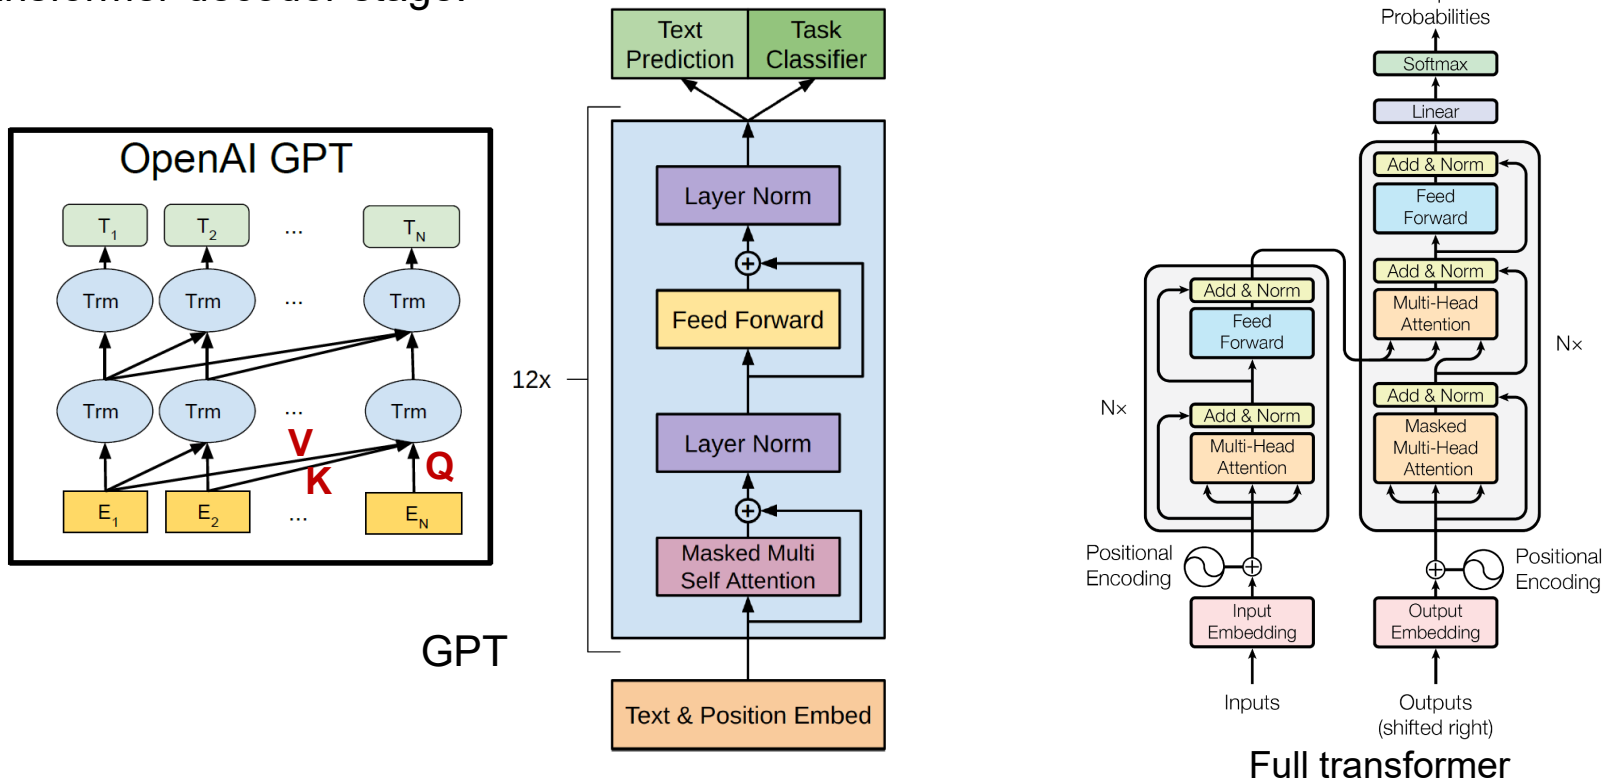 transformer decoder stage.
OpenAI GPT
T1 T2 ... TN
Trm Trm ... Trm
Trm Trm ... Trm
V
K
Q
E1 E2 ... EN
GPT
Text
Prediction
Task
Classifier
12x
Layer Norm
+
Feed Forward
Layer Norm
+
Masked Multi
Self Attention
Text & Position Embed
Probabilities
Softmax
Linear
Add & Norm
Feed
Forward
Add & Norm
Multi-Head
Attention
Add & Norm
Masked
Multi-Head
Attention
N×
Add & Norm
Feed
Forward
Add & Norm
Multi-Head
Attention
N×
Positional
Encoding
+
+
Positional
Encoding
Input
Embedding
Output
Embedding
Inputs
Outputs
(shifted right)
Full transformer